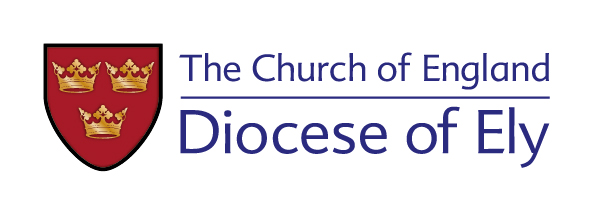 The Church of England
Diocese of Ely